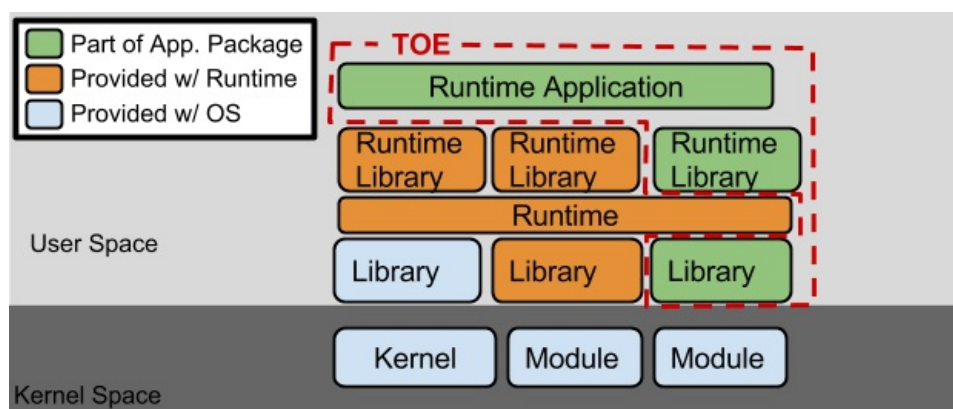 Part of App. Package
Provided w/ Runtime
Provided w/ OS
TOE
Runtime Application
Runtime
Library
Runtime
Library
Runtime
Library
Runtime
User Space
Library
Library
Library
Kernel
Module
Module
Kernel Space